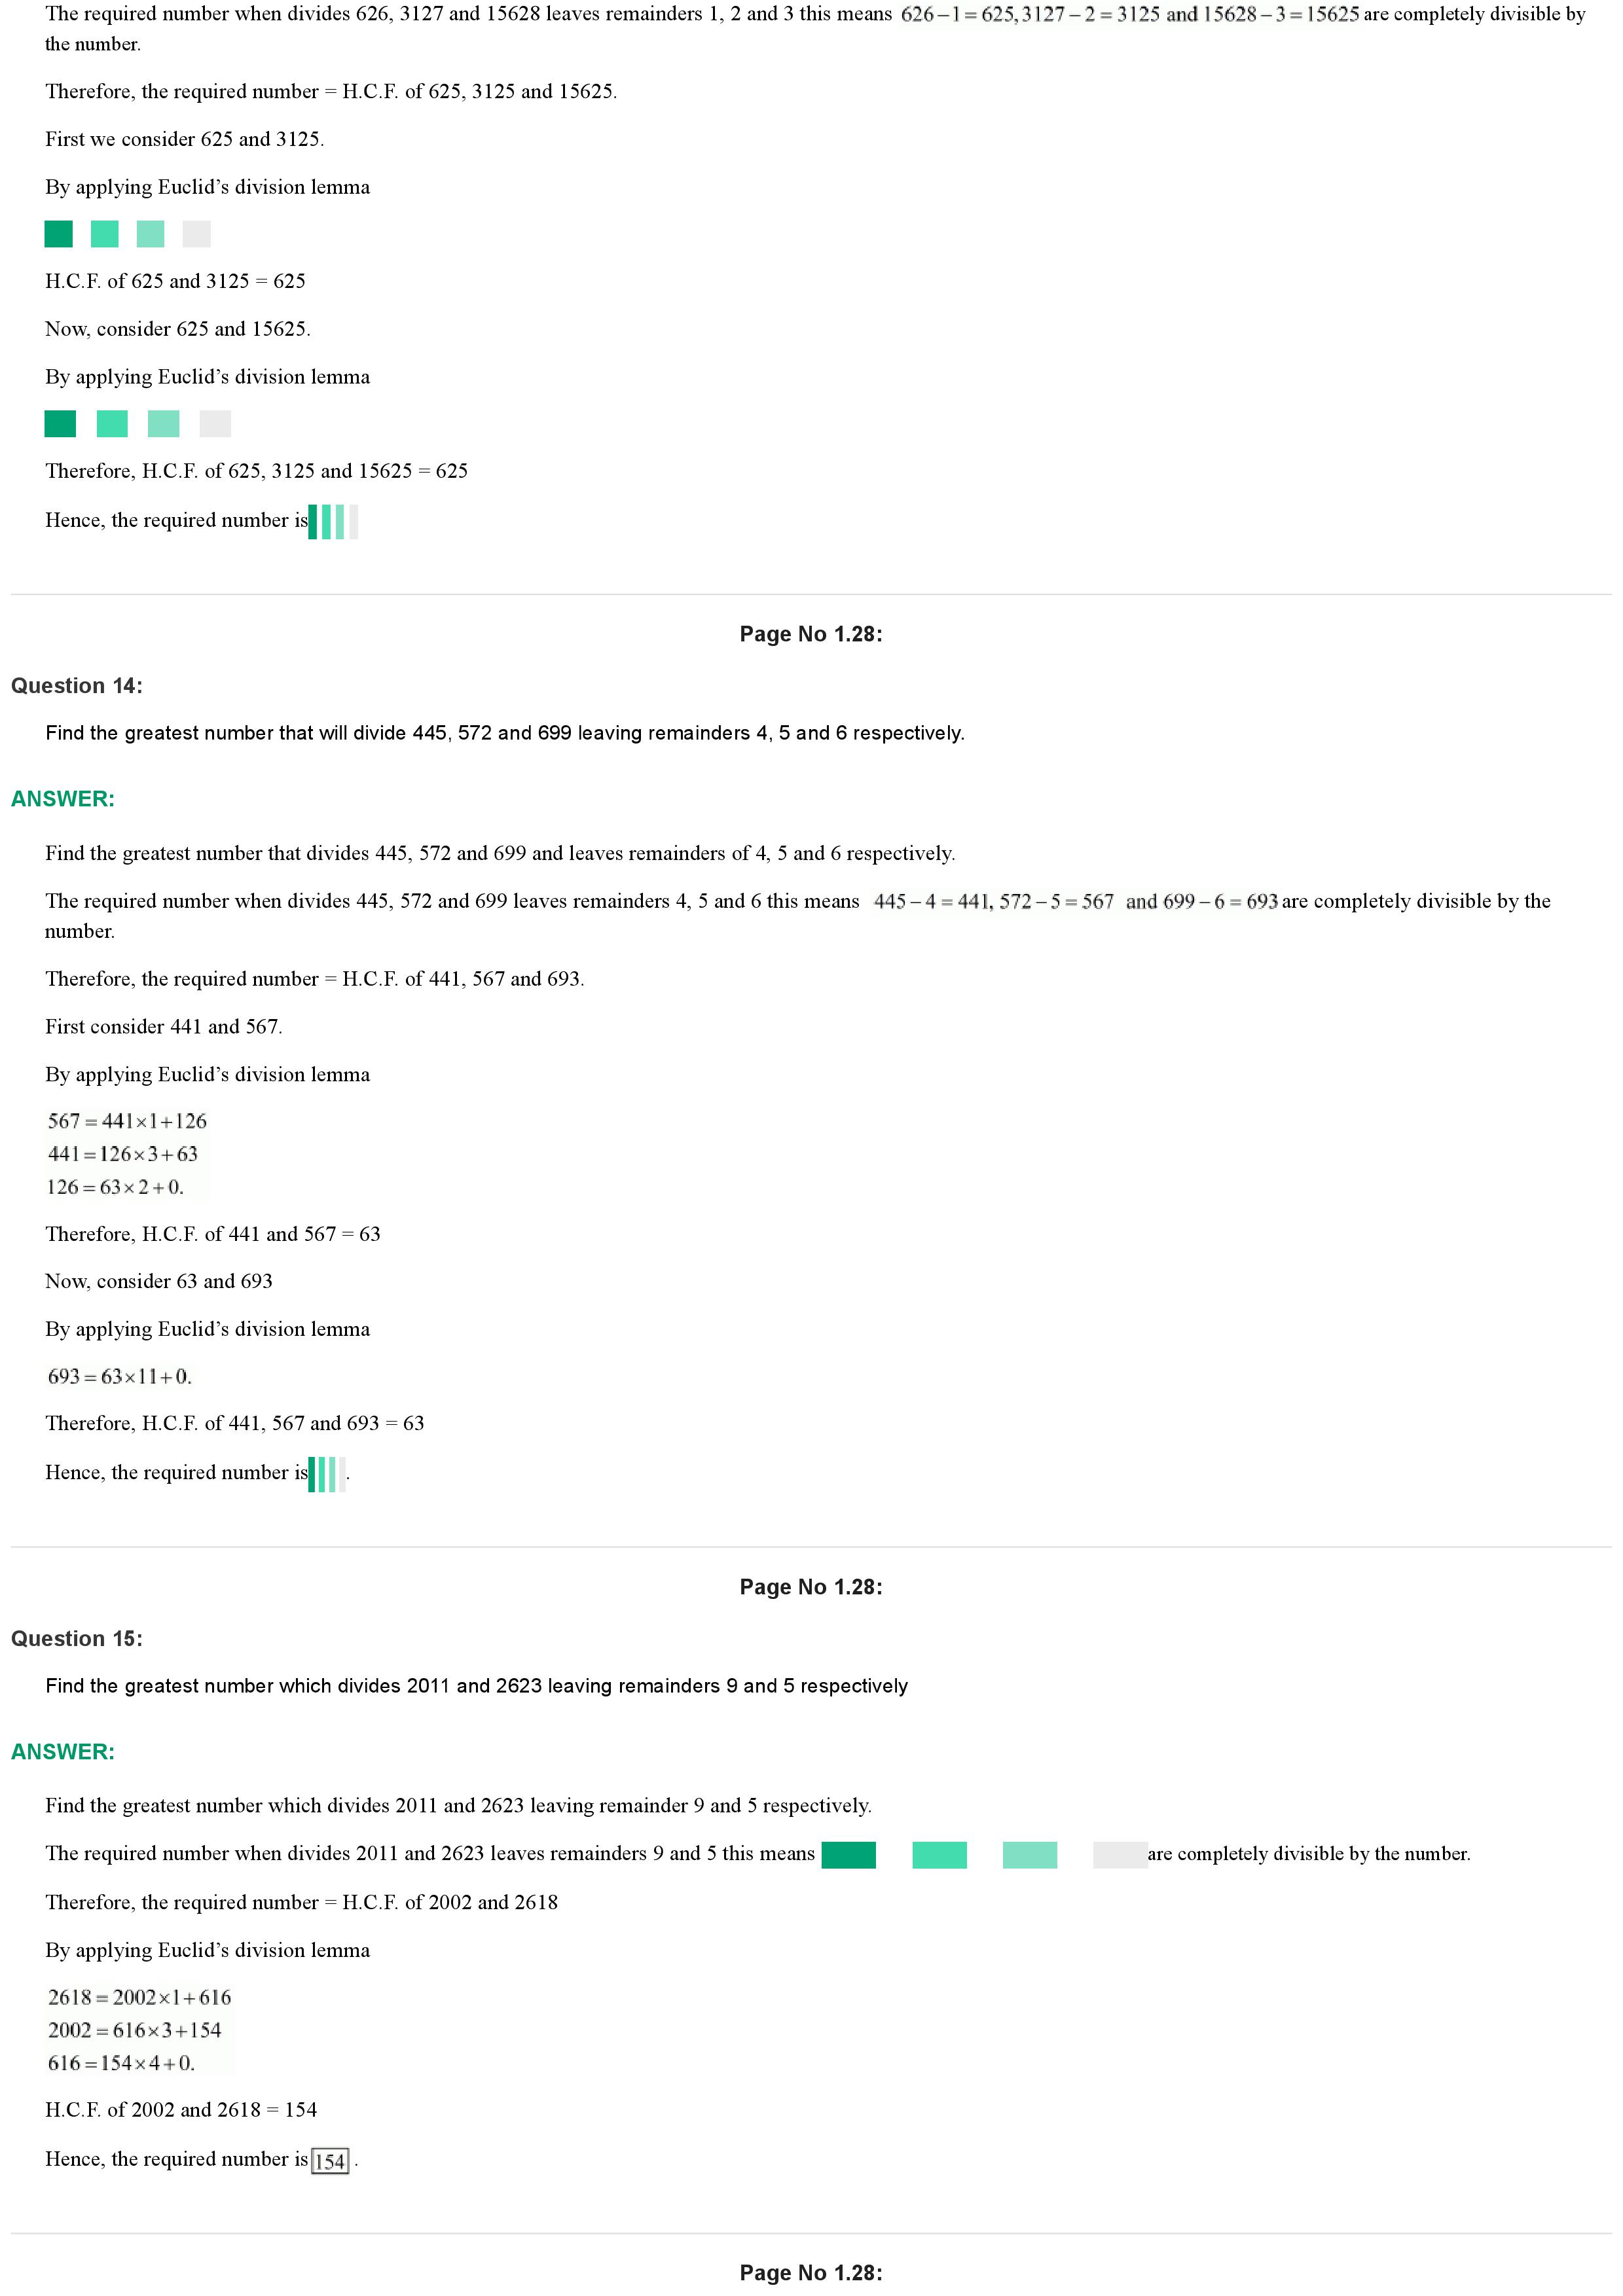 The required number when divides 626, 3127 and 15628 leaves remainders 1, 2 and 3 this means 626−1=625,3127−2=3125 and 15628−3=15625 are completely divisible by
the number.
Therefore, the required number = H.C.F. of 625, 3125 and 15625.
First we consider 625 and 3125.
By applying Euclid’s division lemma
H.C.F. of 625 and 3125 = 625
Now, consider 625 and 15625.
By applying Euclid’s division lemma
Therefore, H.C.F. of 625, 3125 and 15625 = 625
Hence, the required number is
Page No 1.28:
Question 14:
Find the greatest number that will divide 445, 572 and 699 leaving remainders 4, 5 and 6 respectively.
ANSWER:
Find the greatest number that divides 445, 572 and 699 and leaves remainders of 4, 5 and 6 respectively.
The required number when divides 445, 572 and 699 leaves remainders 4, 5 and 6 this means 445−4=441, 572−5=567 and 699−6=693 are completely divisible by the
number.
Therefore, the required number = H.C.F. of 441, 567 and 693.
First consider 441 and 567.
By applying Euclid’s division lemma
567=441×1+126
441=126×3+63
126=63×2+0.
Therefore, H.C.F. of 441 and 567 = 63
Now, consider 63 and 693
By applying Euclid’s division lemma
693=63×11+0.
Therefore, H.C.F. of 441, 567 and 693 = 63
Hence, the required number is .
Page No 1.28:
Question 15:
Find the greatest number which divides 2011 and 2623 leaving remainders 9 and 5 respectively
ANSWER:
Find the greatest number which divides 2011 and 2623 leaving remainder 9 and 5 respectively.
The required number when divides 2011 and 2623 leaves remainders 9 and 5 this means are completely divisible by the number.
Therefore, the required number = H.C.F. of 2002 and 2618
By applying Euclid’s division lemma
2618=2002×1+616
2002=616×3+154
616=154×4+0.
H.C.F. of 2002 and 2618 = 154
Hence, the required number is 154 .
Page No 1.28: